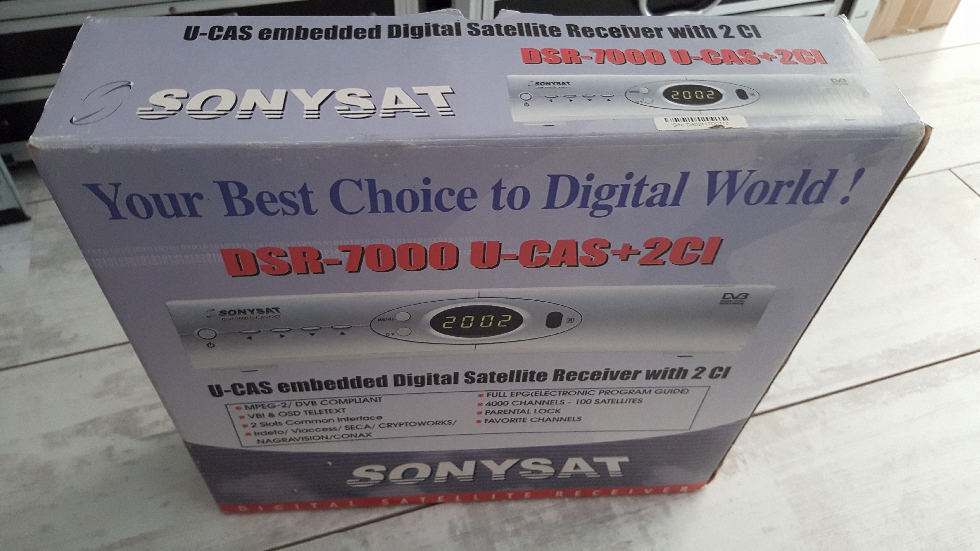 U-CAS embedded Digital Satellite Receiver with 2 CI
DSR-7000 U-CAS+2CI
SONYSAT
SONYSAT
2002
Your Best Choice to Digital World !
DSR-7000 U-CAS+2CI
SONYSAT
DVB
MENU
2002
U-CAS embedded Digital Satellite Receiver with 2 CI
MPEG-2/ DVB COMPLIANT
VBI & OSD TELETEXT
2 Slots Common Interface
Irdeto/ Viaccess/ SECA/ CRYPTOWORKS/
NAGRAVISION/CONAX
FULL EPG(ELECTRONIC PROGRAM GUIDE)
4000 CHANNELS - 100 SATELLITES
PARENTAL LOCK
FAVORITE CHANNELS
SONYSAT
DIGITAL SATELLITE RECEIVER